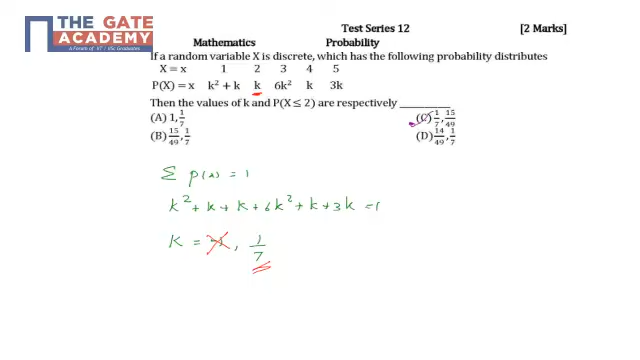 THE GATE
ACADEMY
A Forum of IIT / IISC Graduates
Test Series 12 [2 Marks]
Mathematics Probability
If a random variable X is discrete, which has the following probability distributes
X = x 1 2 3 4 5
P(X) = x k² + k k 6k² k 3k
Then the values of k and P(X ≤ 2) are respectively __________
(A) 1, 1/7 (C) 1/7, 15/49
(B) 15/49, 1/7 (D) 14/49, 1/7
Σ p(x) = 1
k² + k + k + 6k² + k + 3k = 1
K = , 1/7